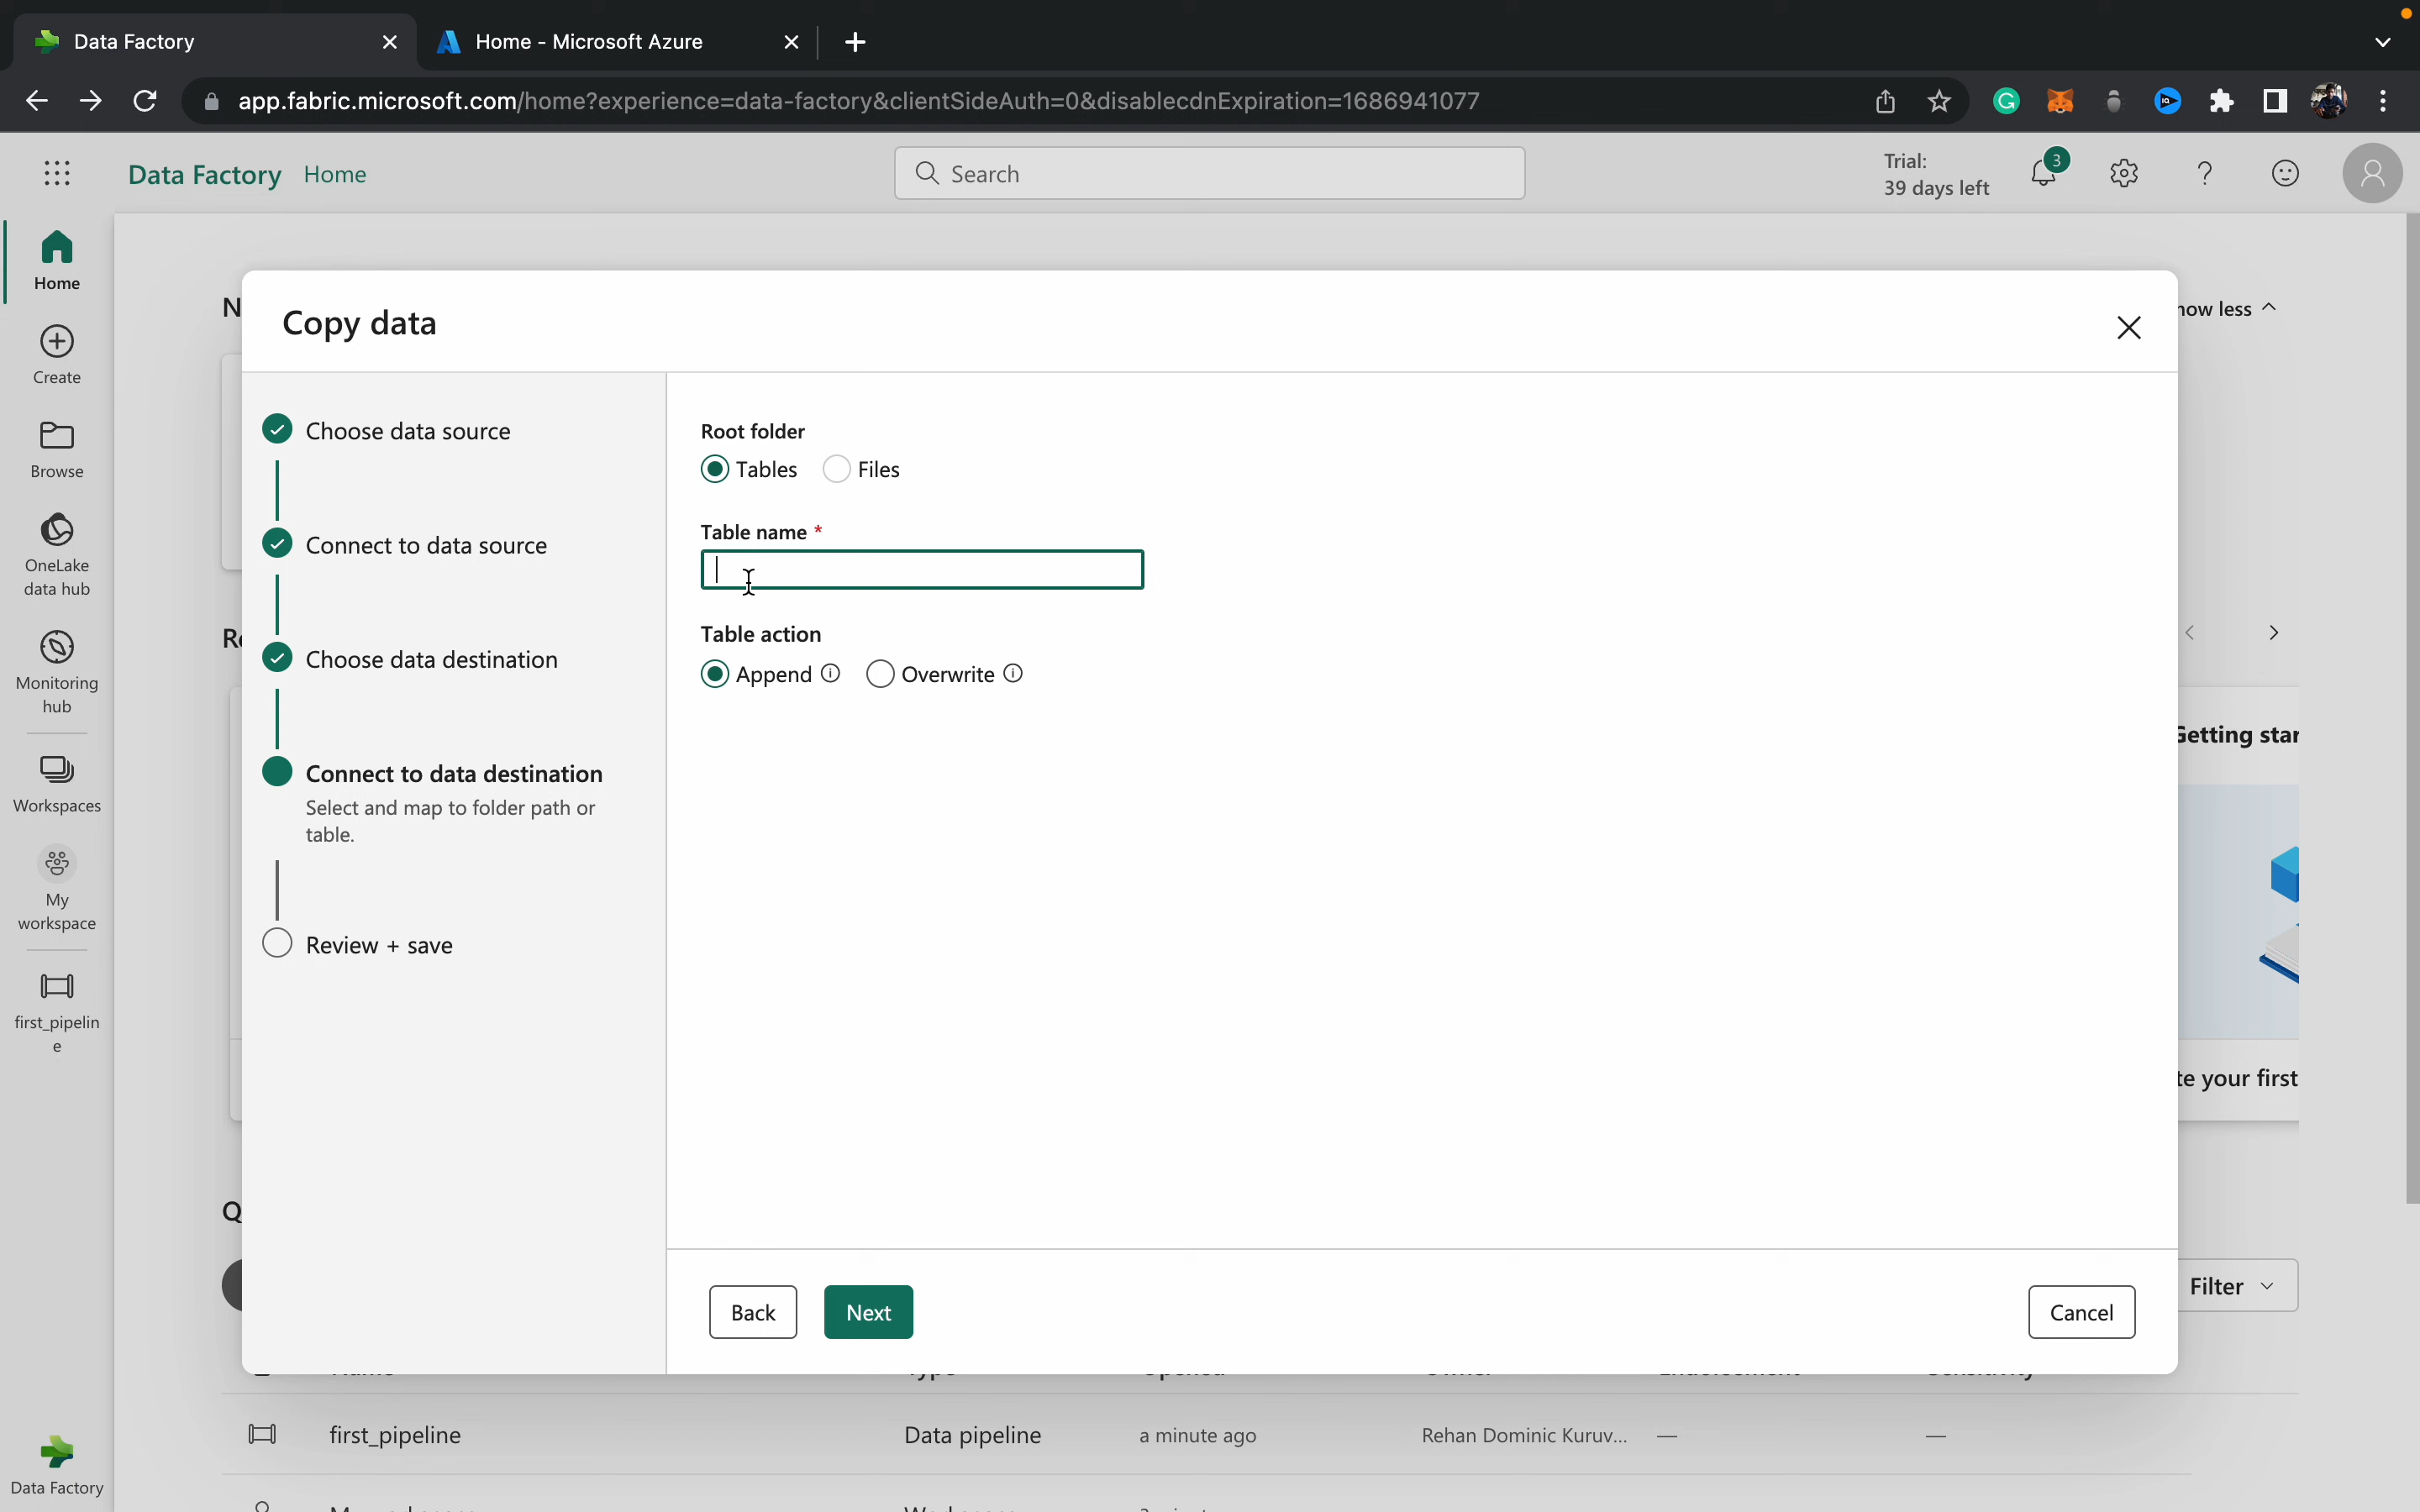 Data Factory
Home - Microsoft Azure
app.fabric.microsoft.com/home?experience=data-factory&clientSideAuth=0&disablecdnExpiration=1686941077
Data Factory Home
Search
Trial:
39 days left
3
Home
Create
Browse
OneLake
data hub
Monitoring
hub
Workspaces
My
workspace
first_pipelin
e
Data Factory
Copy data
Choose data source
Connect to data source
Choose data destination
Connect to data destination
Select and map to folder path or
table.
Review + save
Root folder
Tables Files
Table name *
Table action
Append Overwrite
Back Next Cancel
how less
Getting star
te your first
Filter
first_pipeline Data pipeline a minute ago Rehan Dominic Kuruv... — —